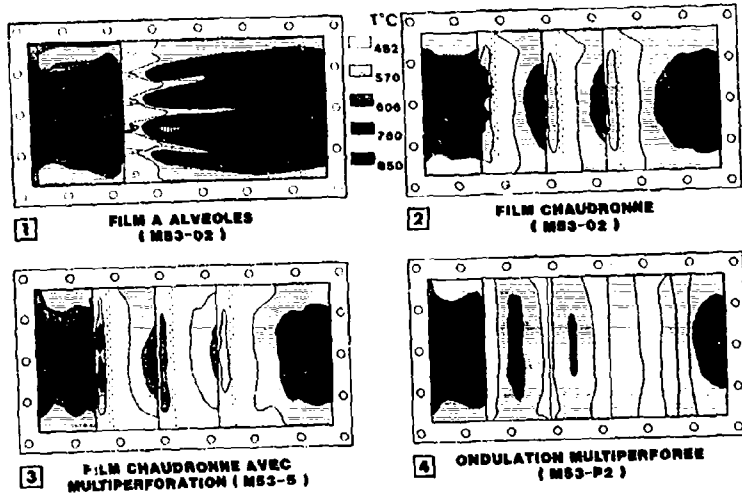 T°C
482
570
606
760
850
1
FILM A ALVEOLES
( M53-02 )
2
FILM CHAUDRONNE
( M53-02 )
3
FILM CHAUDRONNE AVEC
MULTIPERFORATION ( M53-5 )
4
ONDULATION MULTIPERFOREE
( M53-P2 )